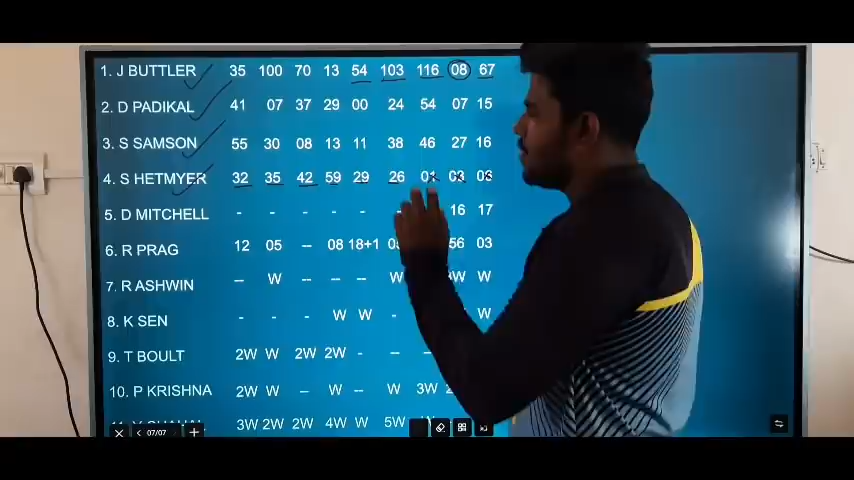 1. J BUTTLER 35 100 70 13 54 103 116 08 67
2. D PADIKAL 41 07 37 29 00 24 54 07 15
3. S SAMSON 55 30 08 13 11 38 46 27 16
4. S HETMYER 32 35 42 59 29 26 01 03 06
5. D MITCHELL - - - - - - 16 17
6. R PRAG 12 05 -- 08 18+1 56 03
7. R ASHWIN -- W -- -- -- W W W
8. K SEN - - - W W - W
9. T BOULT 2W W 2W 2W - -- --
10. P KRISHNA 2W W -- W -- W 3W
3W 2W 2W 4W W 5W
07/07